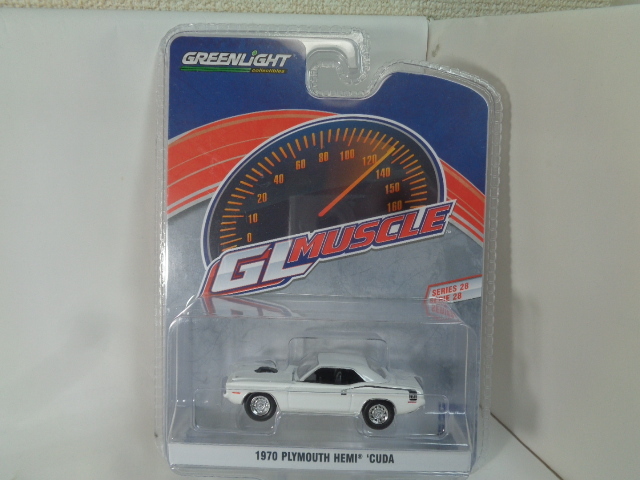 GREENLIGHT
collectibles
0
10
20
40
60
80
100
120
140
150
160
GL MUSCLE
SERIES 28
1970 PLYMOUTH HEMI® 'CUDA